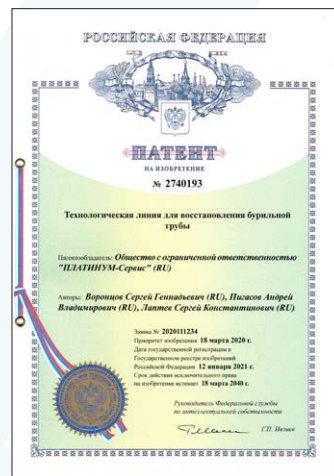 РОССИЙСКАЯ ФЕДЕРАЦИЯ
ПАТЕНТ
НА ИЗОБРЕТЕНИЕ
№ 2740193
Технологическая линия для восстановления бурильной
трубы
Патентообладатель: Общество с ограниченной ответственностью
"ПЛАТИНУМ-Сервис" (RU)
Авторы: Воронцов Сергей Геннадьевич (RU), Пигасов Андрей
Владимирович (RU), Лаптев Сергей Константинович (RU)
Заявка № 2020111234
Приоритет изобретения 18 марта 2020 г.
Дата государственной регистрации в
Государственном реестре изобретений
Российской Федерации 12 января 2021 г.
Срок действия исключительного права
на изобретение истекает 18 марта 2040 г.
Руководитель Федеральной службы
по интеллектуальной собственности
Г.П. Ивлиев